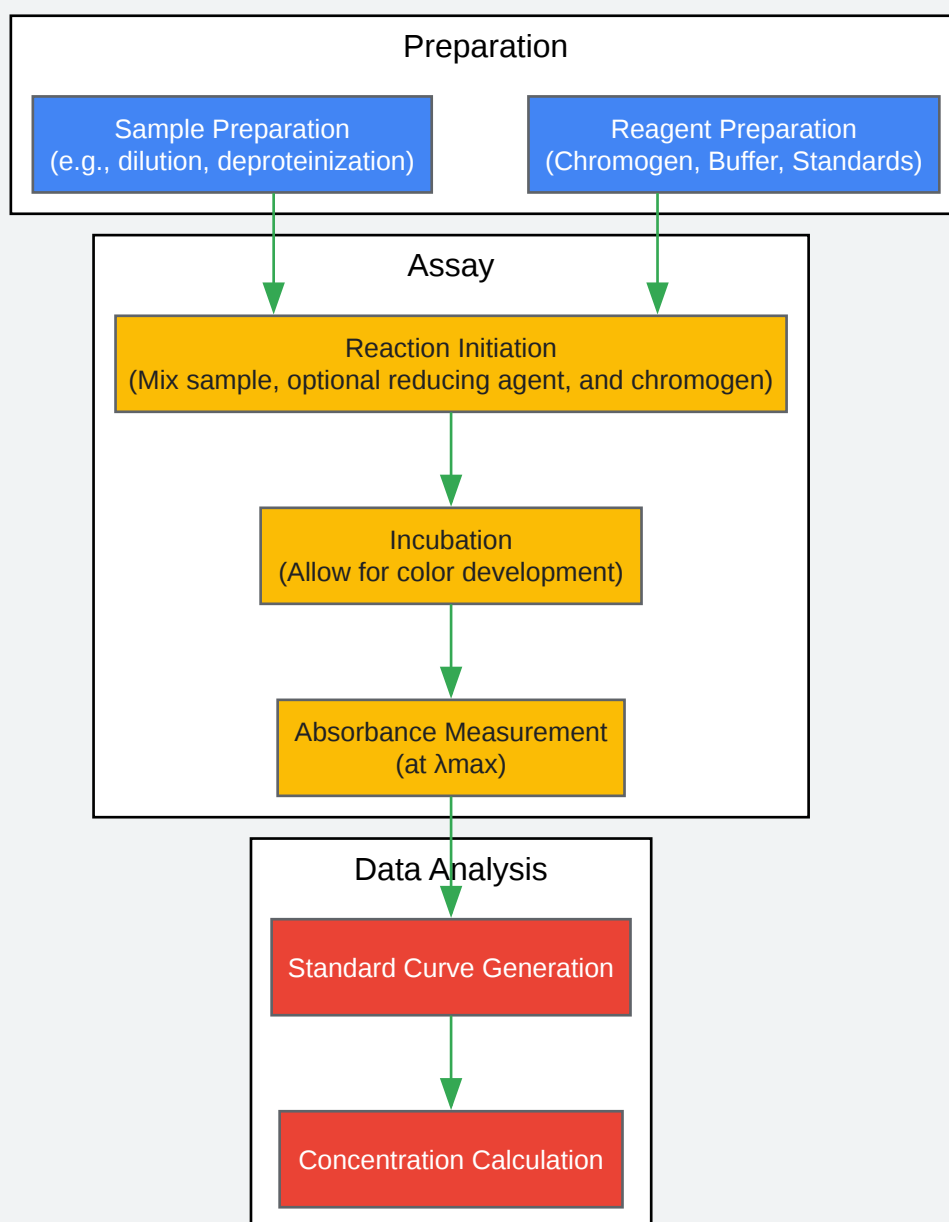 Preparation
Sample Preparation
(e.g., dilution, deproteinization)
Reagent Preparation
(Chromogen, Buffer, Standards)
Assay
Reaction Initiation
(Mix sample, optional reducing agent, and chromogen)
Incubation
(Allow for color development)
Absorbance Measurement
(at λmax)
Data Analysis
Standard Curve Generation
Concentration Calculation